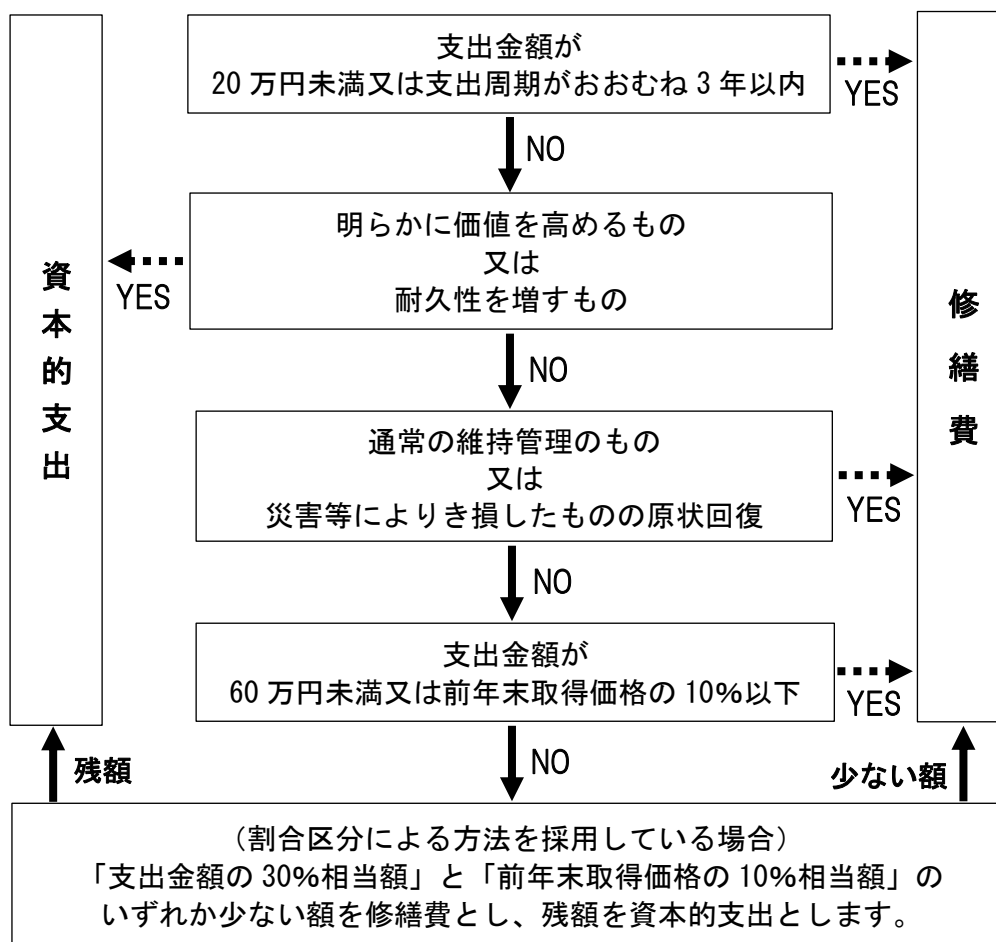 支出金額が
20万円未満又は支出周期がおおむね3年以内
YES
NO
明らかに価値を高めるもの
又は
耐久性を増すもの
YES
資本的支出
修繕費
NO
通常の維持管理のもの
又は
災害等によりき損したものの原状回復
YES
NO
支出金額が
60万円未満又は前年末取得価格の10%以下
YES
残額
NO
少ない額
（割合区分による方法を採用している場合）
「支出金額の30%相当額」と「前年末取得価格の10%相当額」の
いずれか少ない額を修繕費とし、残額を資本的支出とします。